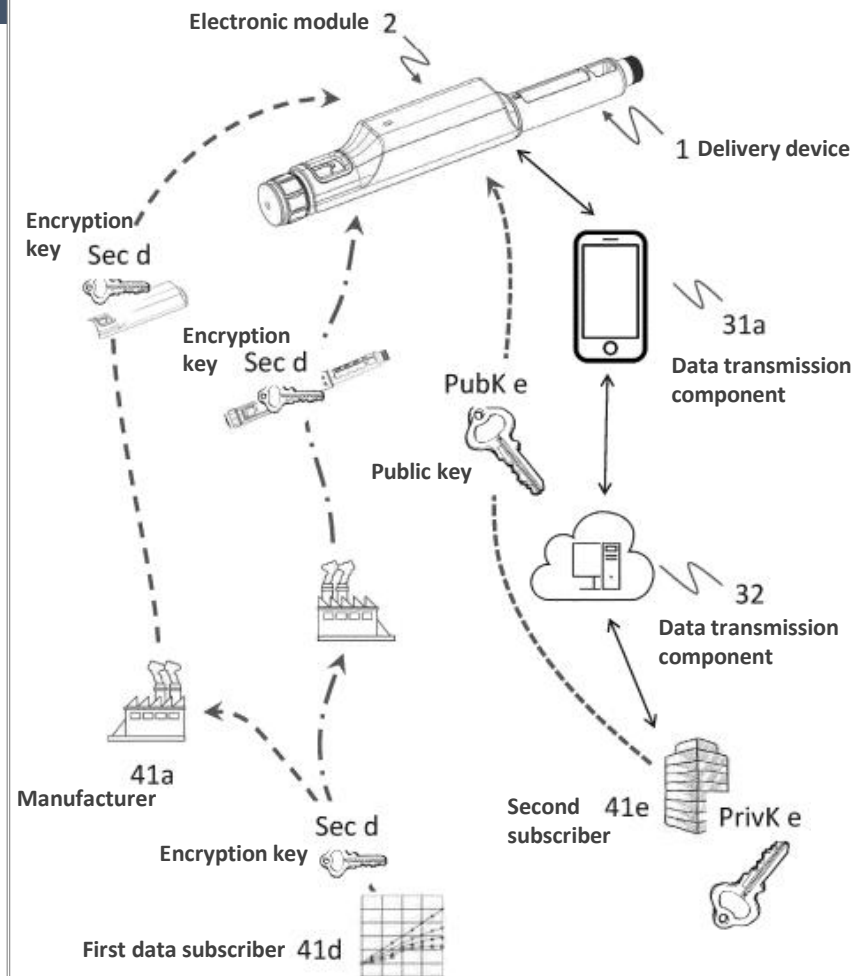 Electronic module 2
1 Delivery device
Encryption
key
Sec d
31a
Encryption
key
Sec d
Data transmission
component
PubK e
Public key
32
Data transmission
component
41a
Manufacturer
Second
subscriber
41e
PrivK e
Sec d
Encryption key
First data subscriber 41d